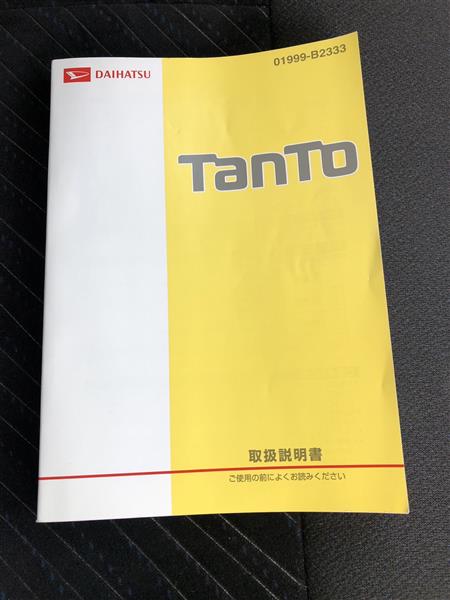 01999-B2333
DAIHATSU
TanTo
取扱説明書
ご使用の前によくお読みください